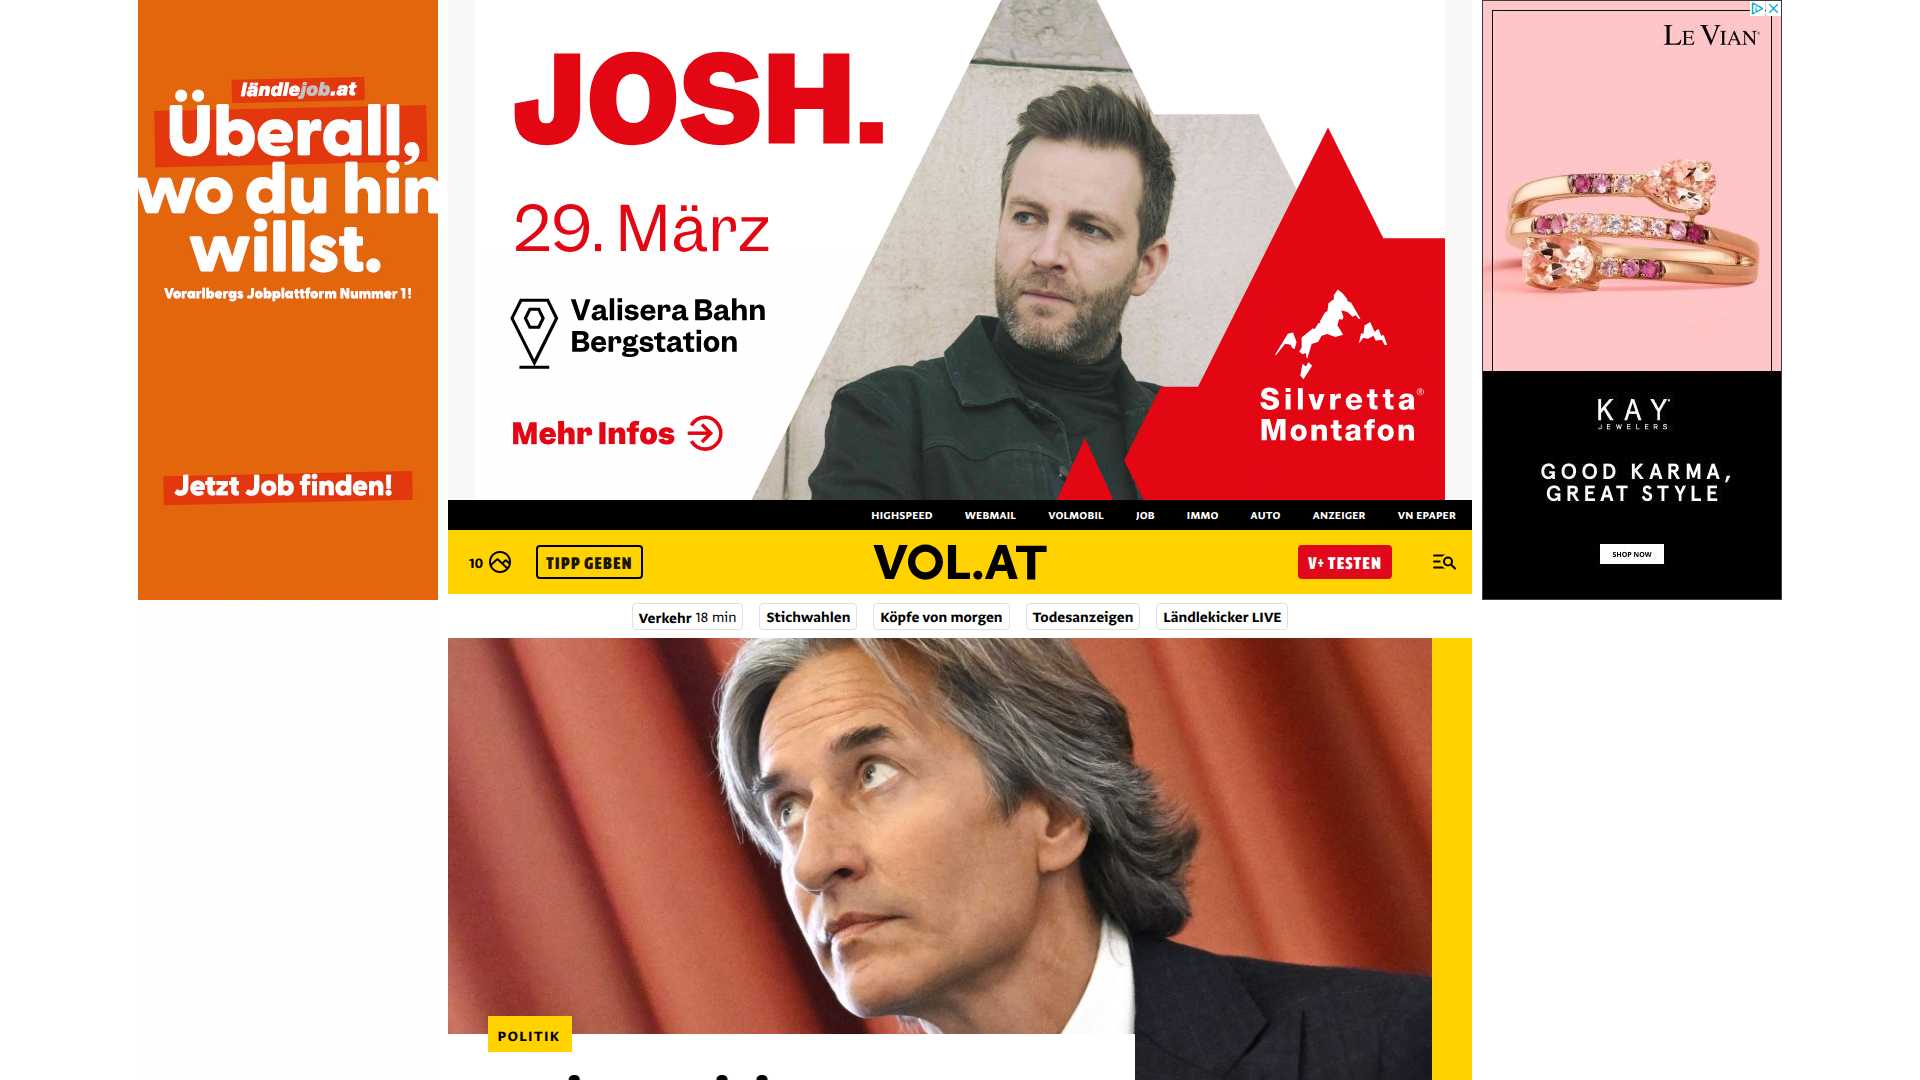 ländlejob.at
Überall,
wo du hin
willst.
Vorarlbergs Jobplattform Nummer 1!
Jetzt Job finden!
JOSH.
29. März
Valisera Bahn
Bergstation
Mehr Infos
Silvretta®
Montafon
LE VIAN®
KAY®
JEWELERS
GOOD KARMA,
GREAT STYLE
SHOP NOW
HIGHSPEED WEBMAIL VOLMOBIL JOB IMMO AUTO ANZEIGER VN EPAPER
10 TIPP GEBEN VOL.AT V+ TESTEN
Verkehr 18 min Stichwahlen Köpfe von morgen Todesanzeigen Ländlekicker LIVE
POLITIK